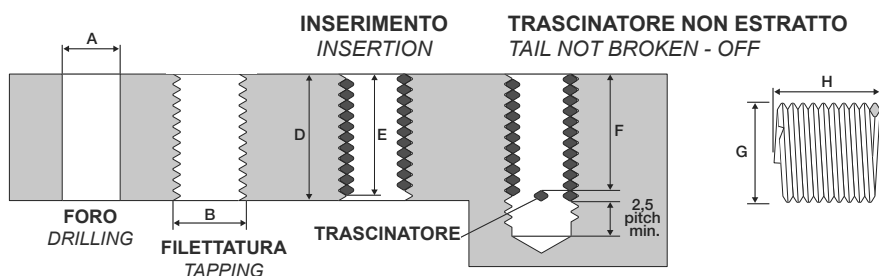 INSERIMENTO
INSERTION
TRASCINATORE NON ESTRATTO
TAIL NOT BROKEN - OFF
A
H
D
E
F
G
B
2,5
pitch
min.
FORO
DRILLING
FILETTATURA
TAPPING
TRASCINATORE